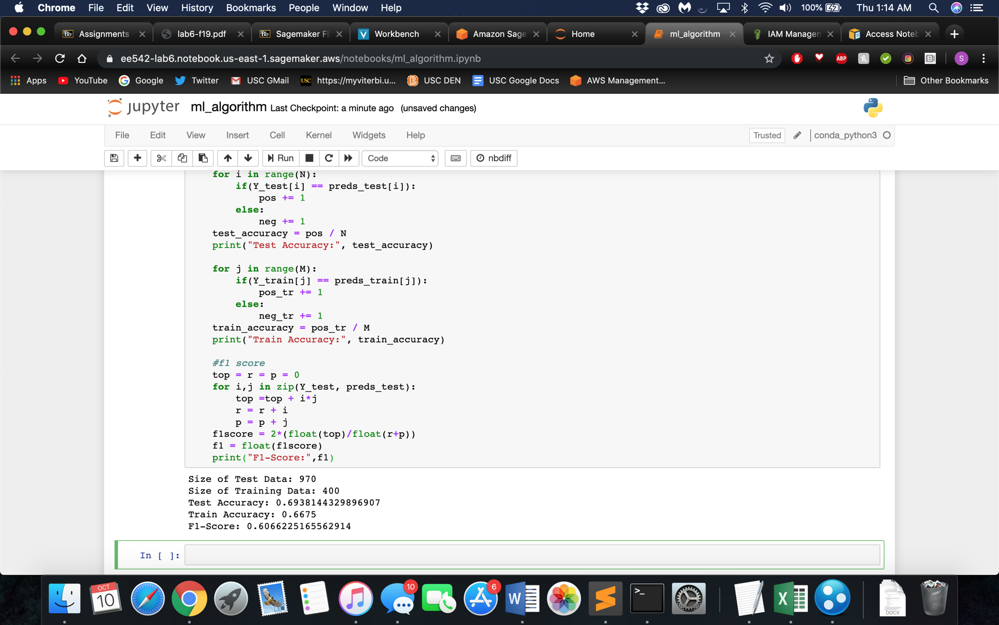 Chrome File Edit View History Bookmarks People Window Help 100% Thu 1:14 AM
Bb Assignments lab6-f19.pdf Bb Sagemaker Fi V Workbench Amazon Sage Home ml_algorithm IAM Managem Access Noteb
ee542-lab6.notebook.us-east-1.sagemaker.aws/notebooks/ml_algorithm.ipynb ABP S
Apps YouTube Google Twitter USC GMail USC https://myviterbi.u... USC DEN USC Google Docs AWS Management... Other Bookmarks
jupyter ml_algorithm Last Checkpoint: a minute ago (unsaved changes)
File Edit View Insert Cell Kernel Widgets Help Trusted conda_python3
Run Code nbdiff
for i in range(N):
if(Y_test[i] == preds_test[i]):
pos += 1
else:
neg += 1
test_accuracy = pos / N
print("Test Accuracy:", test_accuracy)
for j in range(M):
if(Y_train[j] == preds_train[j]):
pos_tr += 1
else:
neg_tr += 1
train_accuracy = pos_tr / M
print("Train Accuracy:", train_accuracy)
#f1 score
top = r = p = 0
for i,j in zip(Y_test, preds_test):
top =top + i*j
r = r + i
p = p + j
f1score = 2*(float(top)/float(r+p))
f1 = float(f1score)
print("F1-Score:",f1)
Size of Test Data: 970
Size of Training Data: 400
Test Accuracy: 0.6938144329896907
Train Accuracy: 0.6675
F1-Score: 0.6066225165562914
In [ ]:
OCT
10
10
6
W
>_
X
DOCX